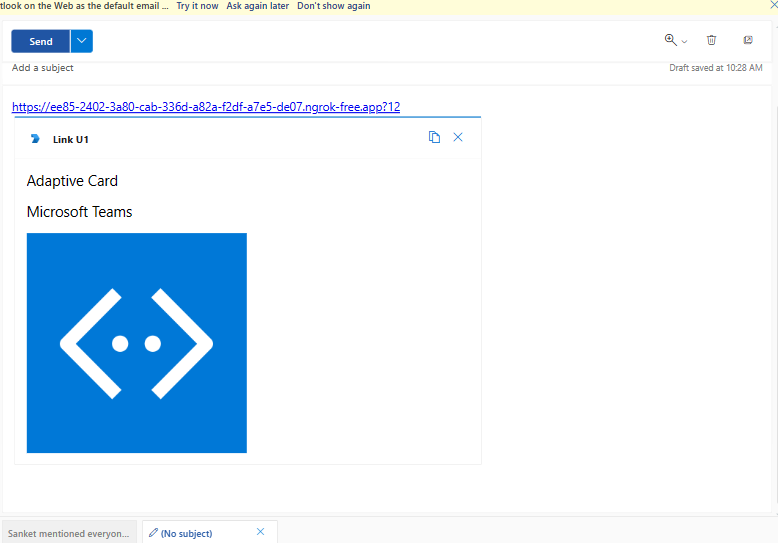 tlook on the Web as the default email ... Try it now Ask again later Don't show again
Send
Add a subject
Draft saved at 10:28 AM
https://ee85-2402-3a80-cab-336d-a82a-f2df-a7e5-de07.ngrok-free.app?12
Link U1
Adaptive Card
Microsoft Teams
Sanket mentioned everyon...
(No subject)